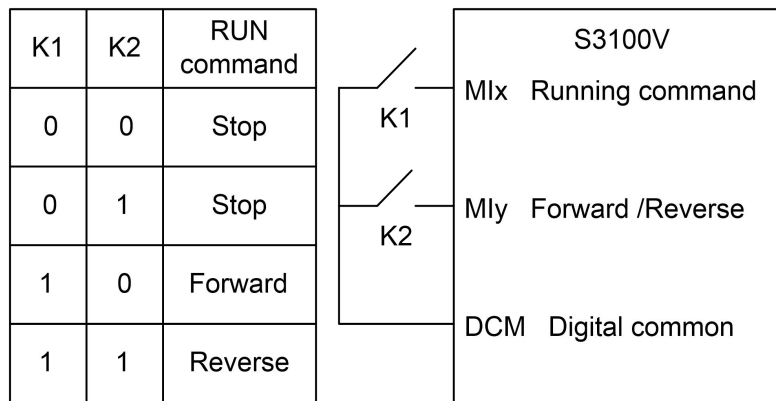 K1 K2 RUN command
0 0 Stop
0 1 Stop
1 0 Forward
1 1 Reverse
K1
K2
S3100V
MIx Running command
MIy Forward /Reverse
DCM Digital common